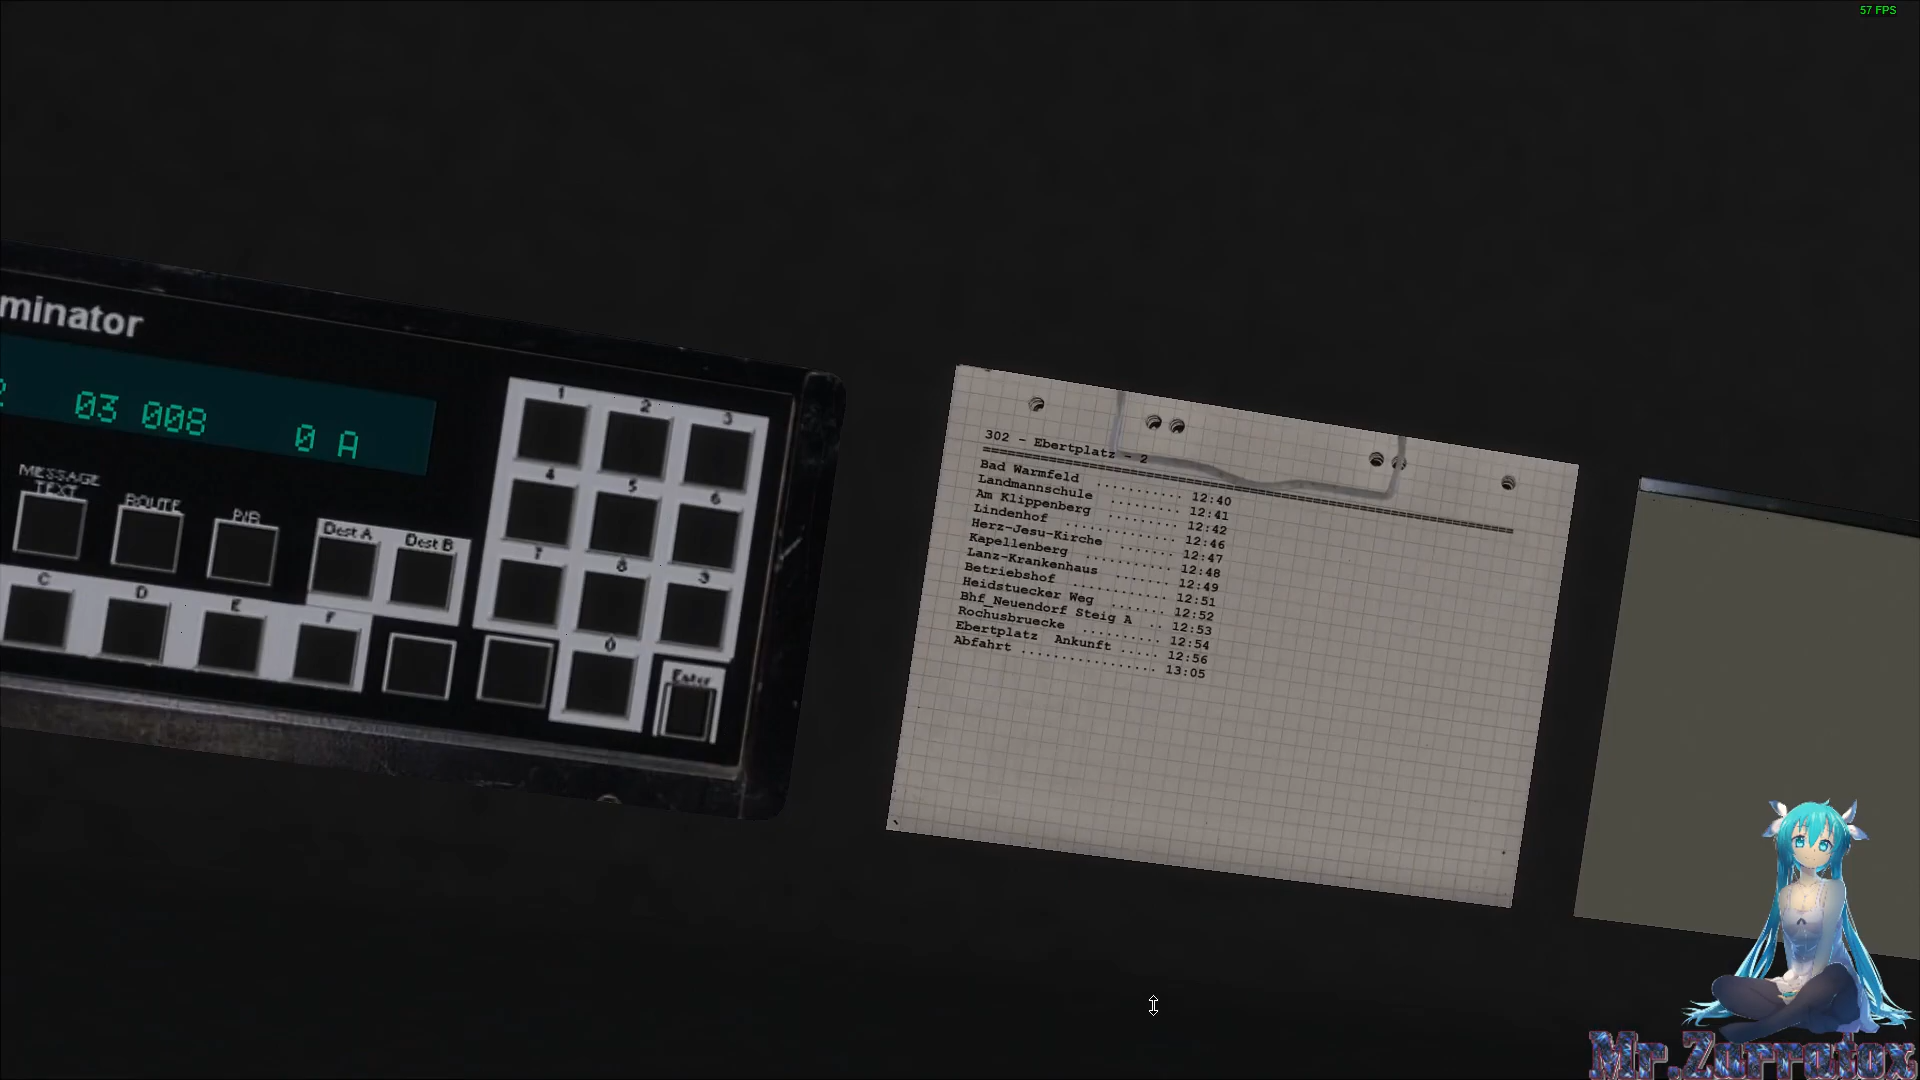 57 FPS
minator
03 008 0 A
MESSAGE
TEXT
ROUTE
Dest A Dest B
C D E F
1 2 3
4 5 6
7 8
0
Enter
302 - Ebertplatz - 2
Bad Warmfeld .......... 12:40
Landmannschule ........ 12:41
Am Klippenberg ........ 12:42
Lindenhof ............. 12:46
Herz-Jesu-Kirche ...... 12:47
Kapellenberg .......... 12:48
Lanz-Krankenhaus ...... 12:49
Betriebshof ........... 12:51
Heidstuecker Weg ...... 12:52
Bhf_Neuendorf Steig A .. 12:53
Rochusbruecke ......... 12:54
Ebertplatz Ankunft ..... 12:56
Abfahrt ............... 13:05
Mr.Zorrotox